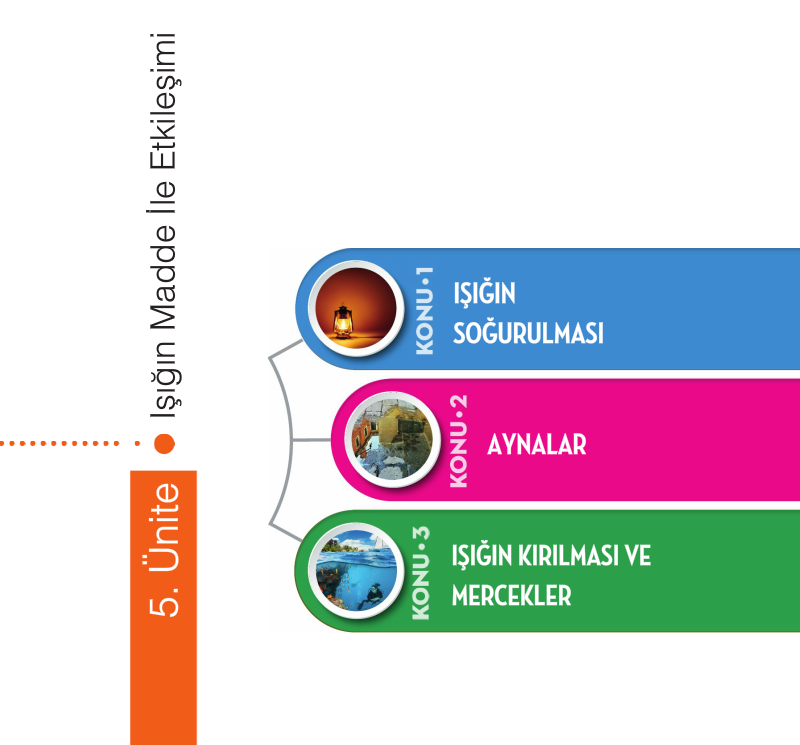 5. Ünite
Işığın Madde İle Etkileşimi
KONU•1
IŞIĞIN
SOĞURULMASI
KONU•2
AYNALAR
KONU•3
IŞIĞIN KIRILMASI VE
MERCEKLER